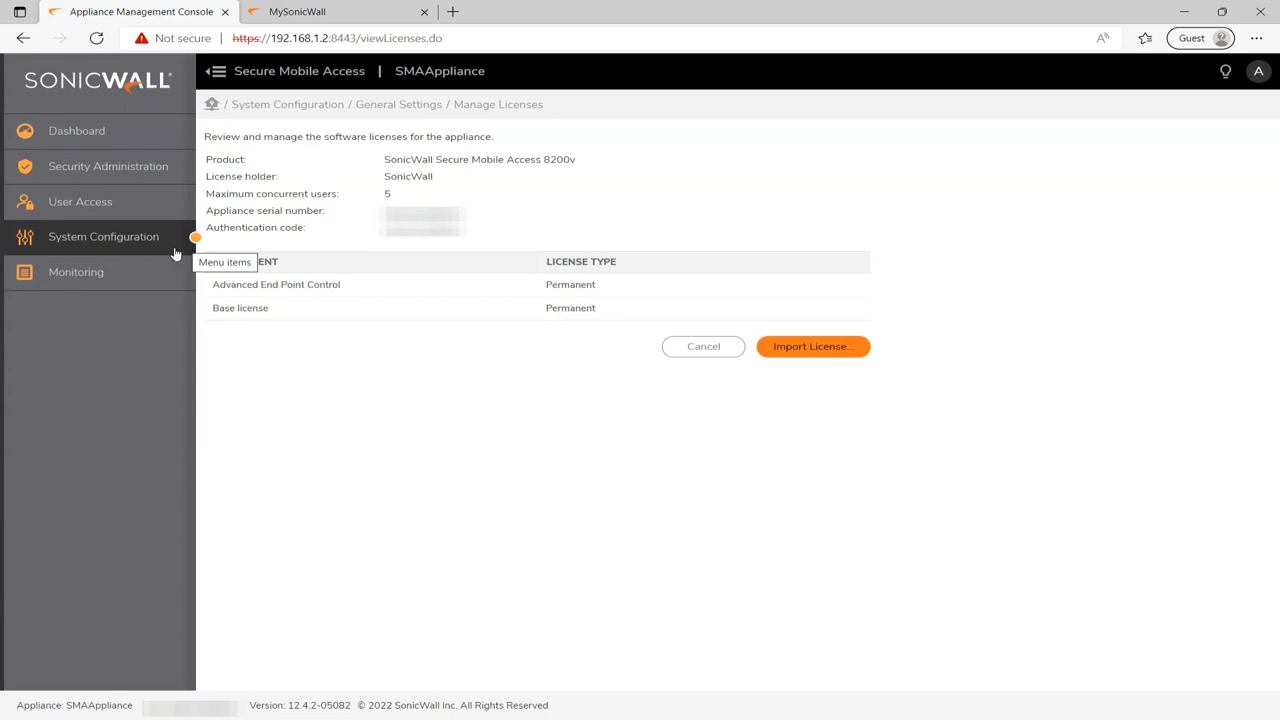 Appliance Management Console
MySonicWall
Not secure
https://192.168.1.2:8443/viewLicenses.do
Guest
SONICWALL
Secure Mobile Access | SMAAppliance
A
/ System Configuration / General Settings / Manage Licenses
Dashboard
Security Administration
User Access
System Configuration
Monitoring
Menu items
Review and manage the software licenses for the appliance.
Product: SonicWall Secure Mobile Access 8200v
License holder: SonicWall
Maximum concurrent users: 5
Appliance serial number:
Authentication code:
ENT LICENSE TYPE
Advanced End Point Control Permanent
Base license Permanent
Cancel Import License...
Appliance: SMAAppliance Version: 12.4.2-05082 © 2022 SonicWall Inc. All Rights Reserved